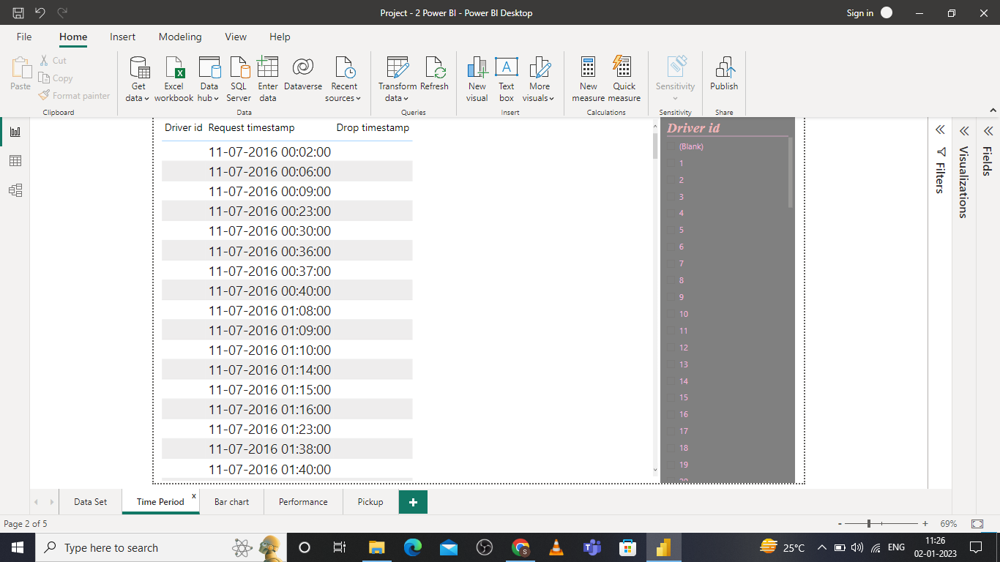 Project - 2 Power BI - Power BI Desktop
Sign in
File
Home
Insert
Modeling
View
Help
Paste
Cut
Copy
Format painter
Clipboard
Get data
Excel workbook
Data hub
SQL Server
Enter data
Dataverse
Recent sources
Data
Transform data
Refresh
Queries
New visual
Text box
More visuals
Insert
New measure
Quick measure
Calculations
Sensitivity
Sensitivity
Publish
Share
Driver id Request timestamp Drop timestamp
11-07-2016 00:02:00
11-07-2016 00:06:00
11-07-2016 00:09:00
11-07-2016 00:23:00
11-07-2016 00:30:00
11-07-2016 00:36:00
11-07-2016 00:37:00
11-07-2016 00:40:00
11-07-2016 01:08:00
11-07-2016 01:09:00
11-07-2016 01:10:00
11-07-2016 01:14:00
11-07-2016 01:15:00
11-07-2016 01:16:00
11-07-2016 01:23:00
11-07-2016 01:38:00
11-07-2016 01:40:00
Driver id
(Blank)
1
2
3
4
5
6
7
8
9
10
11
12
13
14
15
16
17
18
19
20
Filters
Visualizations
Fields
Data Set
Time Period
x
Bar chart
Performance
Pickup
+
Page 2 of 5
- + 69%
Type here to search
S
25°C
ENG
11:26
02-01-2023